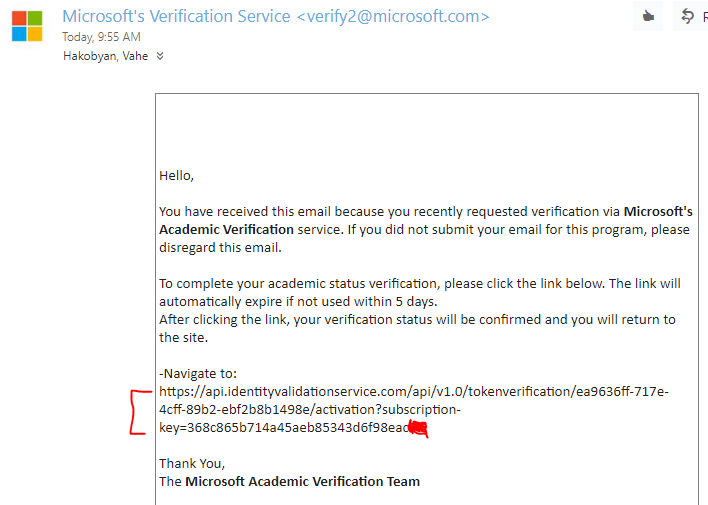 Microsoft's Verification Service <verify2@microsoft.com>
Today, 9:55 AM
Hakobyan, Vahe
Hello,
You have received this email because you recently requested verification via Microsoft's
Academic Verification service. If you did not submit your email for this program, please
disregard this email.
To complete your academic status verification, please click the link below. The link will
automatically expire if not used within 5 days.
After clicking the link, your verification status will be confirmed and you will return to
the site.
-Navigate to:
https://api.identityvalidationservice.com/api/v1.0/tokenverification/ea9636ff-717e-
4cff-89b2-ebf2b8b1498e/activation?subscription-
key=368c865b714a45aeb85343d6f98eac
Thank You,
The Microsoft Academic Verification Team